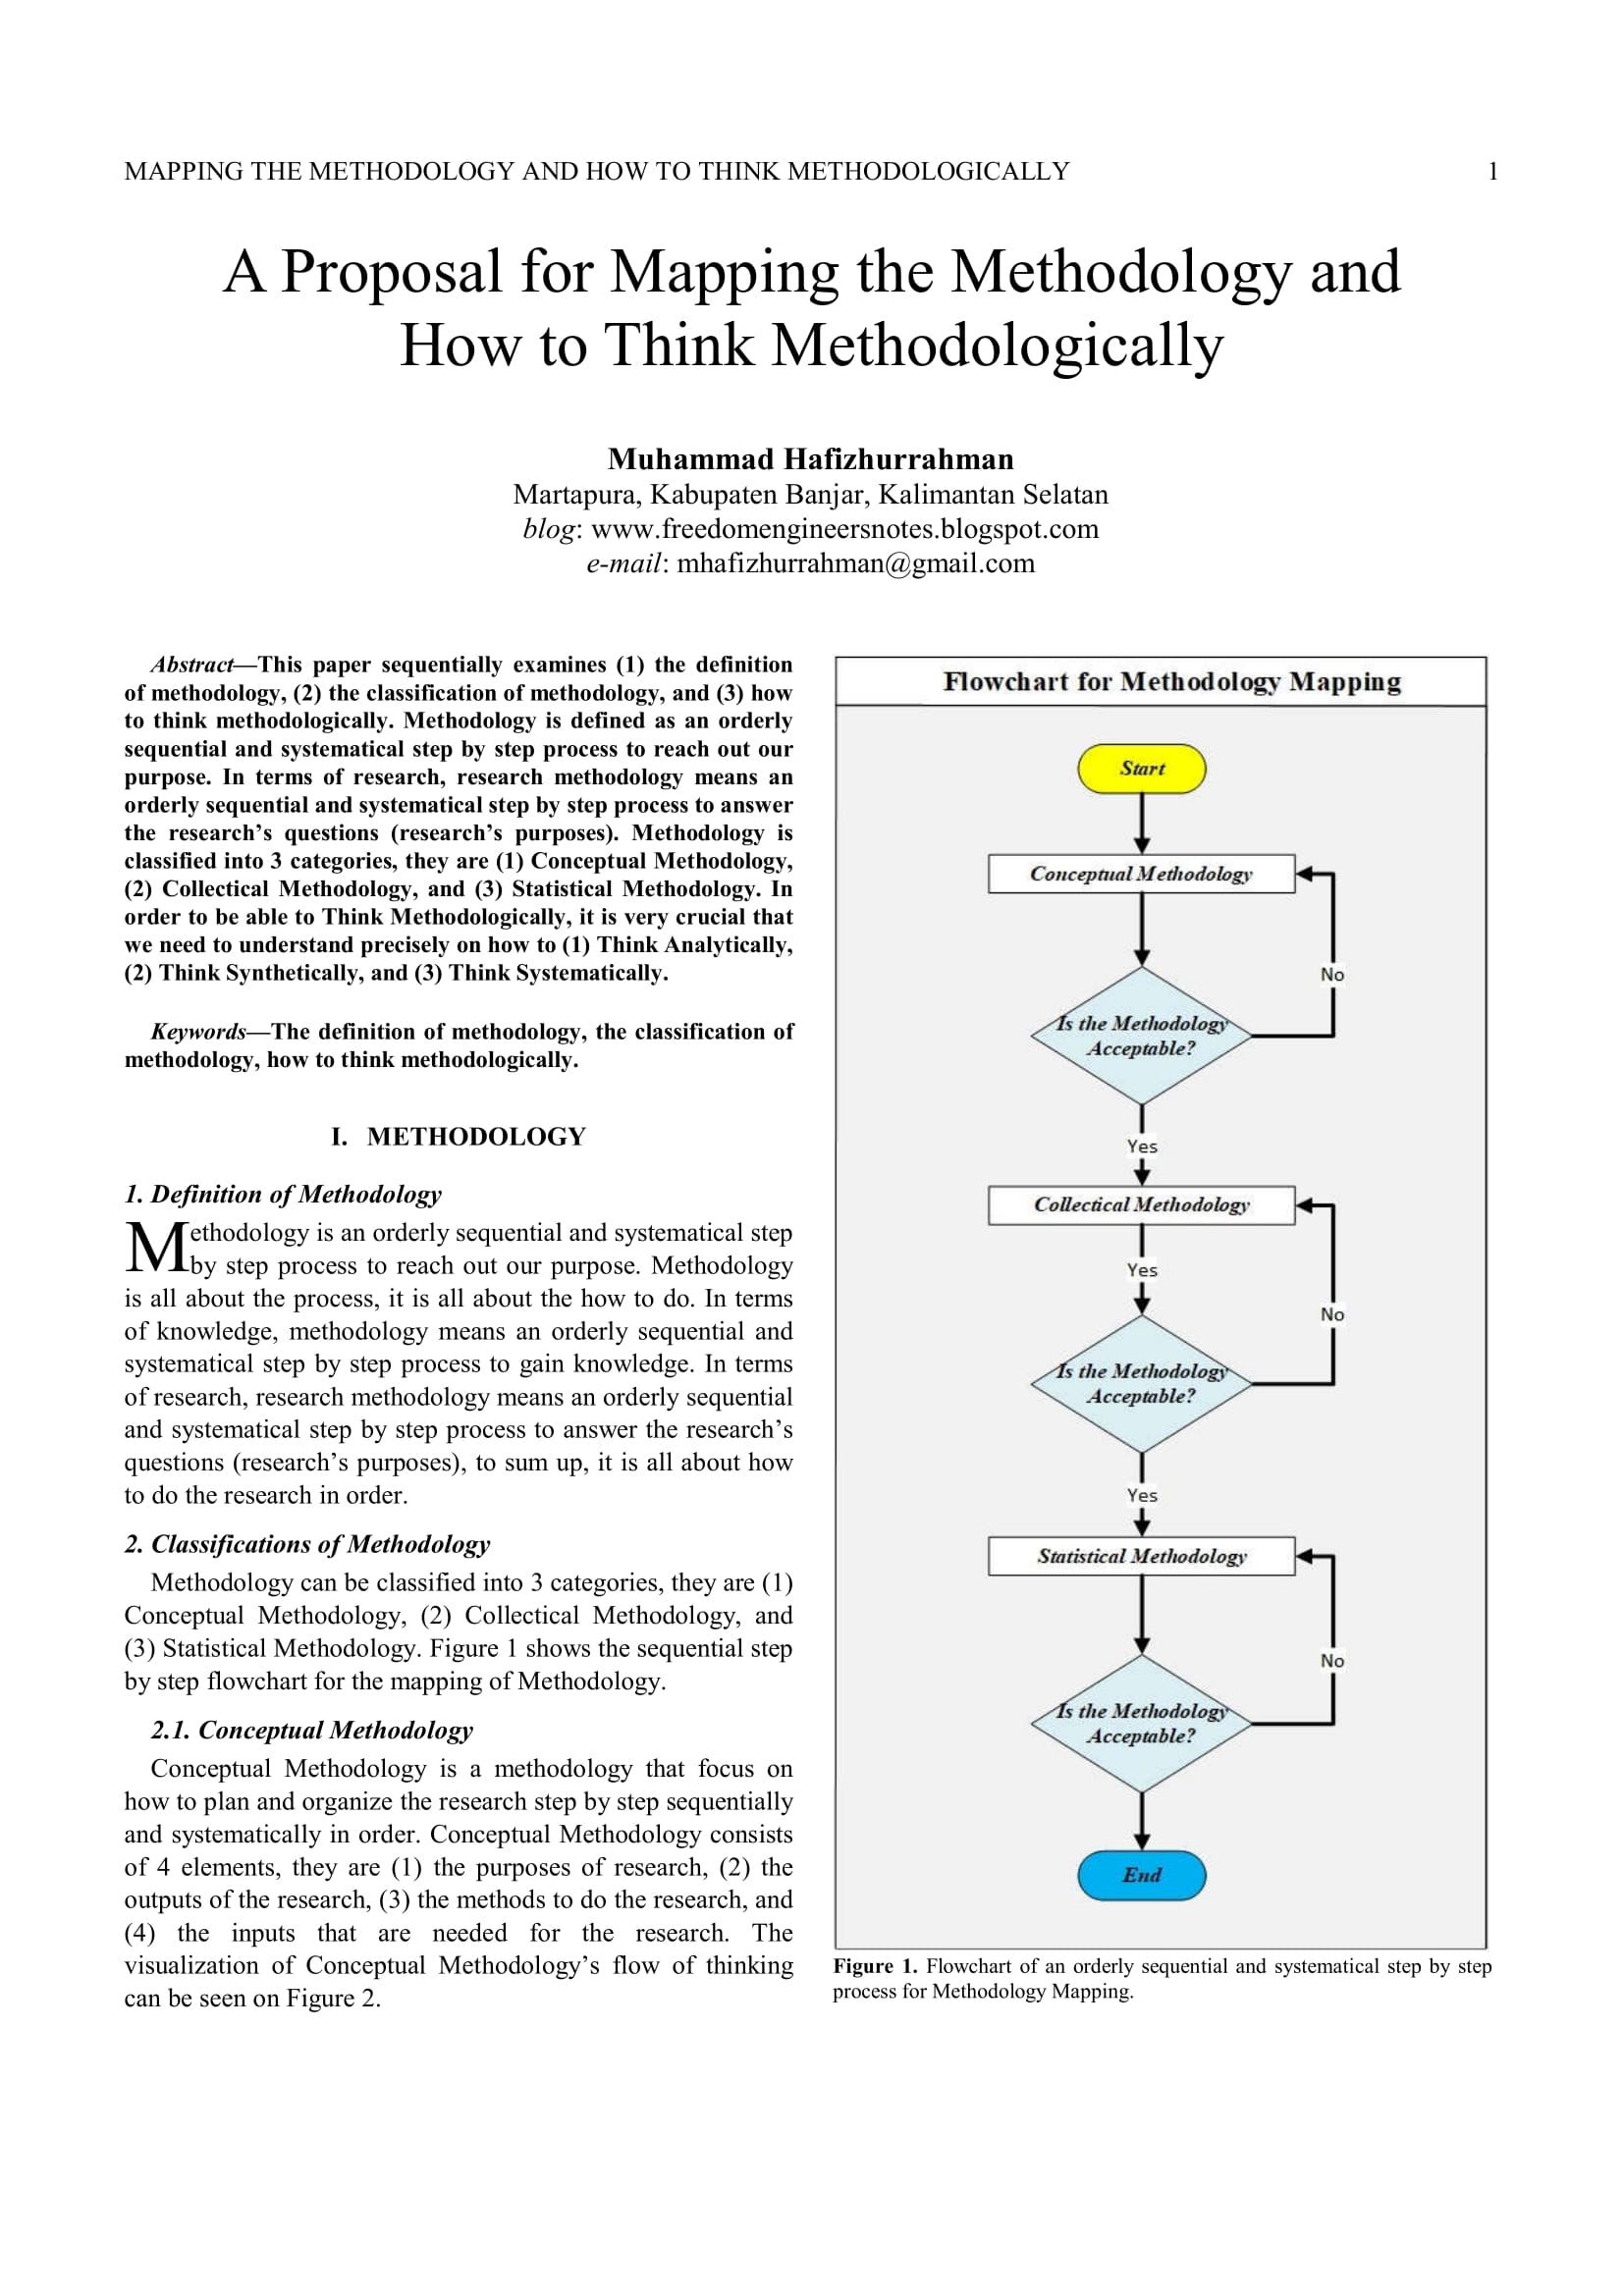 MAPPING THE METHODOLOGY AND HOW TO THINK METHODOLOGICALLY 1
A Proposal for Mapping the Methodology and
How to Think Methodologically
Muhammad Hafizhurrahman
Martapura, Kabupaten Banjar, Kalimantan Selatan
blog: www.freedomengineersnotes.blogspot.com
e-mail: mhafizhurrahman@gmail.com
Abstract—This paper sequentially examines (1) the definition
of methodology, (2) the classification of methodology, and (3) how
to think methodologically. Methodology is defined as an orderly
sequential and systematical step by step process to reach out our
purpose. In terms of research, research methodology means an
orderly sequential and systematical step by step process to answer
the research’s questions (research’s purposes). Methodology is
classified into 3 categories, they are (1) Conceptual Methodology,
(2) Collectical Methodology, and (3) Statistical Methodology. In
order to be able to Think Methodologically, it is very crucial that
we need to understand precisely on how to (1) Think Analytically,
(2) Think Synthetically, and (3) Think Systematically.
Keywords—The definition of methodology, the classification of
methodology, how to think methodologically.
I. METHODOLOGY
1. Definition of Methodology
Methodology is an orderly sequential and systematical step
by step process to reach out our purpose. Methodology
is all about the process, it is all about the how to do. In terms
of knowledge, methodology means an orderly sequential and
systematical step by step process to gain knowledge. In terms
of research, research methodology means an orderly sequential
and systematical step by step process to answer the research’s
questions (research’s purposes), to sum up, it is all about how
to do the research in order.
2. Classifications of Methodology
Methodology can be classified into 3 categories, they are (1)
Conceptual Methodology, (2) Collectical Methodology, and
(3) Statistical Methodology. Figure 1 shows the sequential step
by step flowchart for the mapping of Methodology.
2.1. Conceptual Methodology
Conceptual Methodology is a methodology that focus on
how to plan and organize the research step by step sequentially
and systematically in order. Conceptual Methodology consists
of 4 elements, they are (1) the purposes of research, (2) the
outputs of the research, (3) the methods to do the research, and
(4) the inputs that are needed for the research. The
visualization of Conceptual Methodology’s flow of thinking
can be seen on Figure 2.
Flowchart for Methodology Mapping
Start
Conceptual Methodology
No
Is the Methodology
Acceptable?
Yes
Collectical Methodology
Yes
No
Is the Methodology
Acceptable?
Yes
Statistical Methodology
No
Is the Methodology
Acceptable?
End
Figure 1. Flowchart of an orderly sequential and systematical step by step
process for Methodology Mapping.